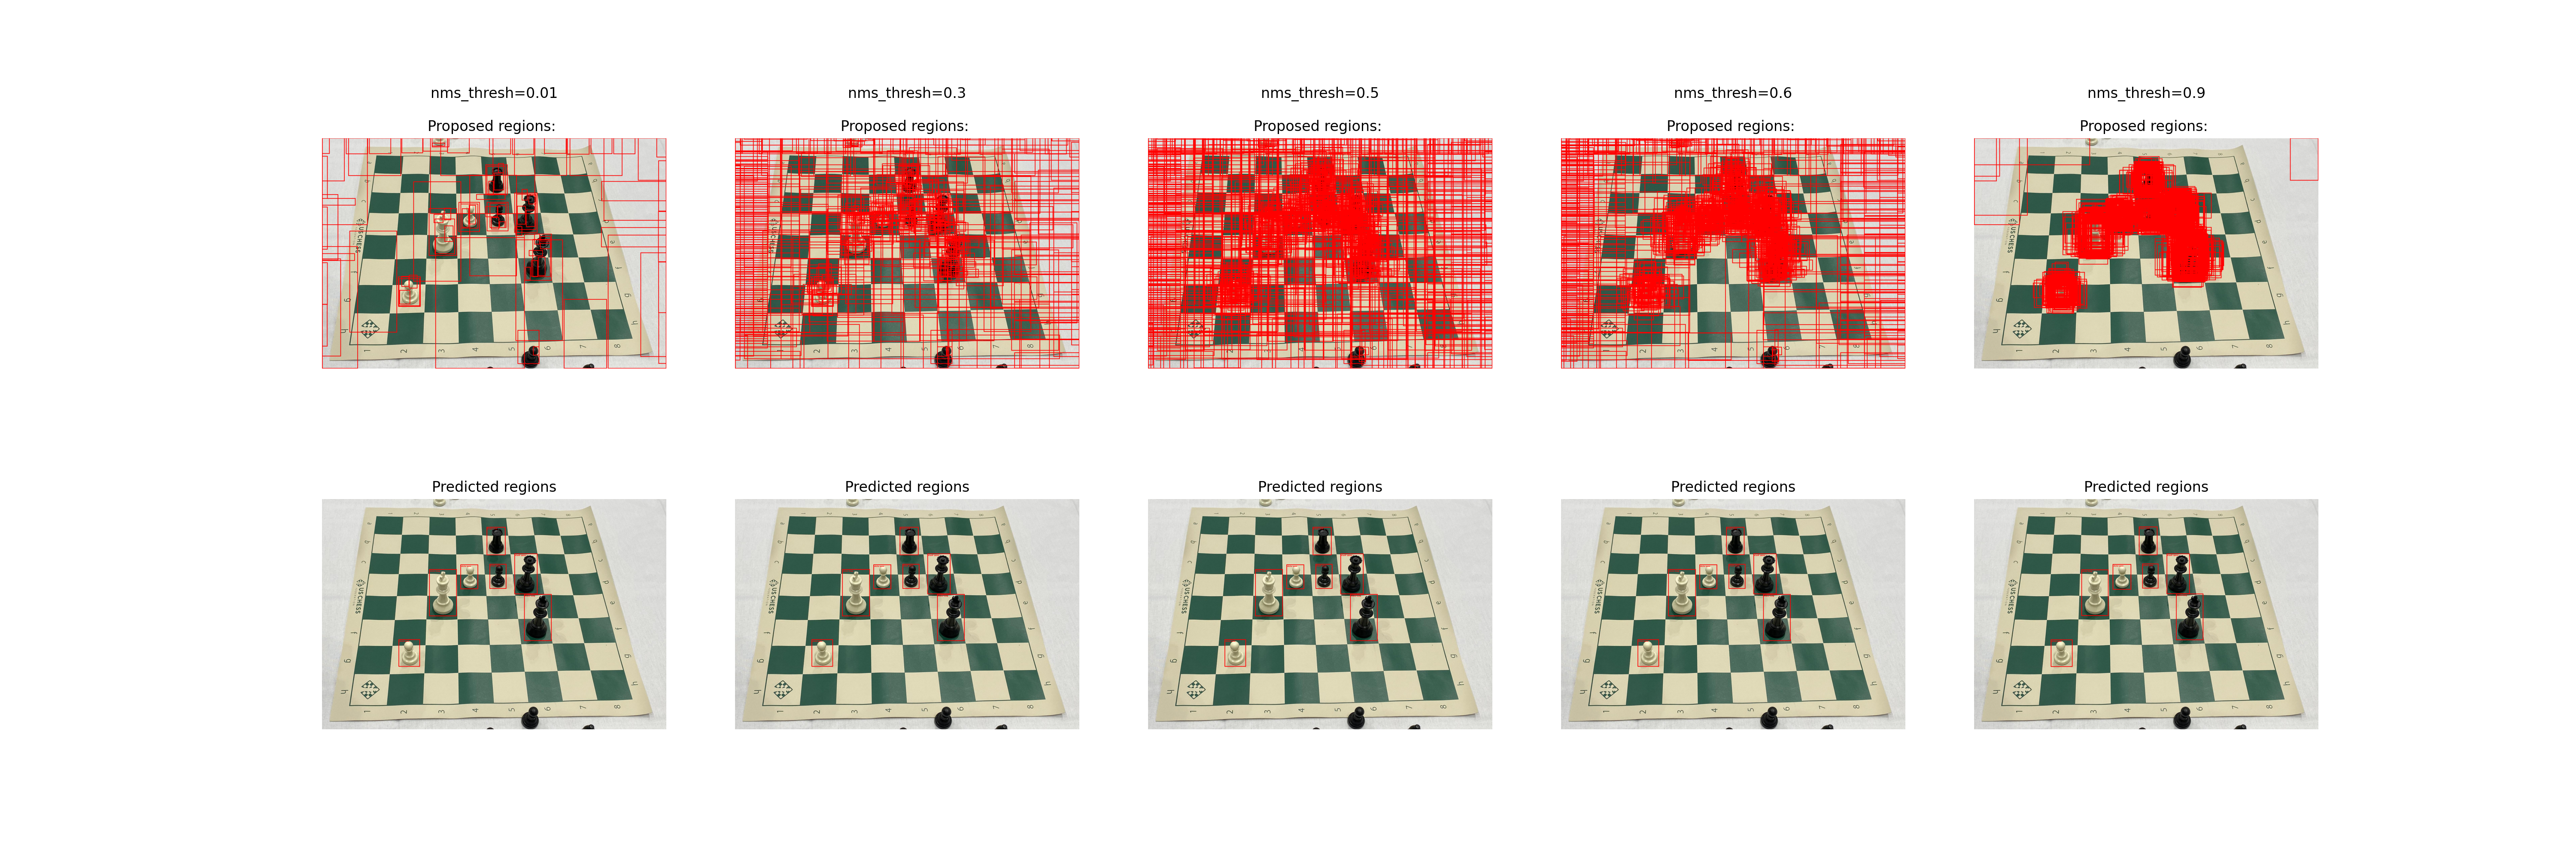 nms_thresh=0.01
Proposed regions:
nms_thresh=0.3
Proposed regions:
nms_thresh=0.5
Proposed regions:
nms_thresh=0.6
Proposed regions:
nms_thresh=0.9
Proposed regions:
Predicted regions
Predicted regions
Predicted regions
Predicted regions
Predicted regions